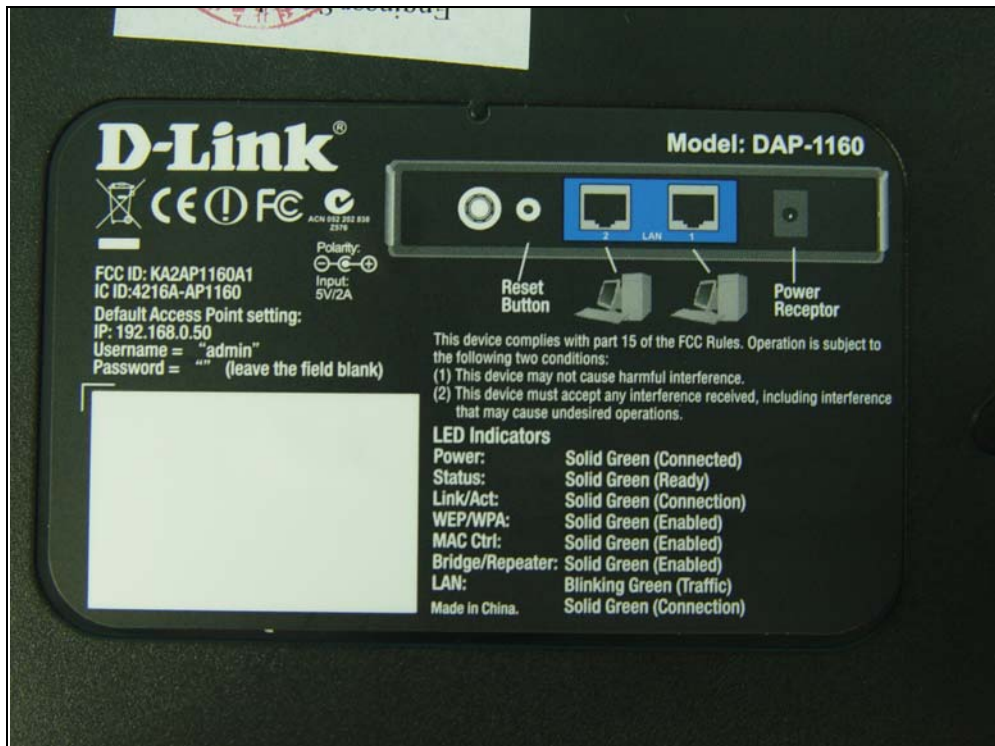 Engineer S
D-Link®
Model: DAP-1160
CE FC
ACN 052 202 838
Z376
2 LAN 1
Polarity:
Input:
5V/2A
Reset
Button
Power
Receptor
FCC ID: KA2AP1160A1
IC ID:4216A-AP1160
Default Access Point setting:
IP: 192.168.0.50
Username = "admin"
Password = "" (leave the field blank)
This device complies with part 15 of the FCC Rules. Operation is subject to
the following two conditions:
(1) This device may not cause harmful interference.
(2) This device must accept any interference received, including interference
that may cause undesired operations.
LED Indicators
Power: Solid Green (Connected)
Status: Solid Green (Ready)
Link/Act: Solid Green (Connection)
WEP/WPA: Solid Green (Enabled)
MAC Ctrl: Solid Green (Enabled)
Bridge/Repeater: Solid Green (Enabled)
LAN: Blinking Green (Traffic)
Made in China. Solid Green (Connection)